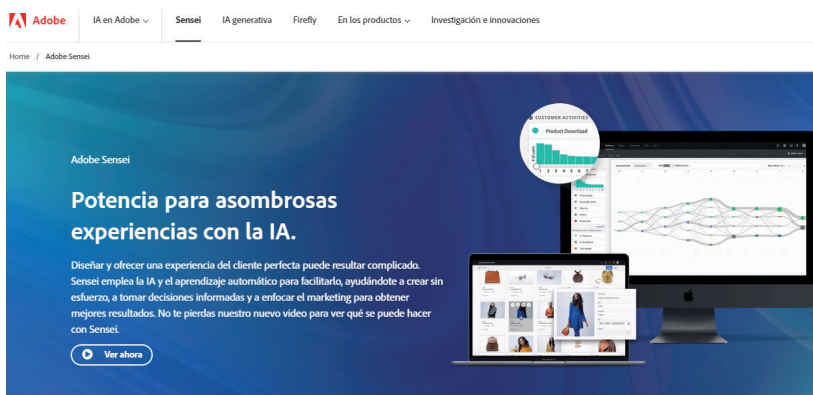 Adobe
IA en Adobe
Sensei
IA generativa
Firefly
En los productos
Investigación e innovaciones
Home / Adobe Sensei
CUSTOMER ACTIVITIES
Product Download
1 2 3 4 5 6 7
Adobe Sensei
Potencia para asombrosas
experiencias con la IA.
Diseñar y ofrecer una experiencia del cliente perfecta puede resultar complicado.
Sensei emplea la IA y el aprendizaje automático para facilitarlo, ayudándote a crear sin
esfuerzo, a tomar decisiones informadas y a enfocar el marketing para obtener
mejores resultados. No te pierdas nuestro nuevo video para ver qué se puede hacer
con Sensei.
Ver ahora